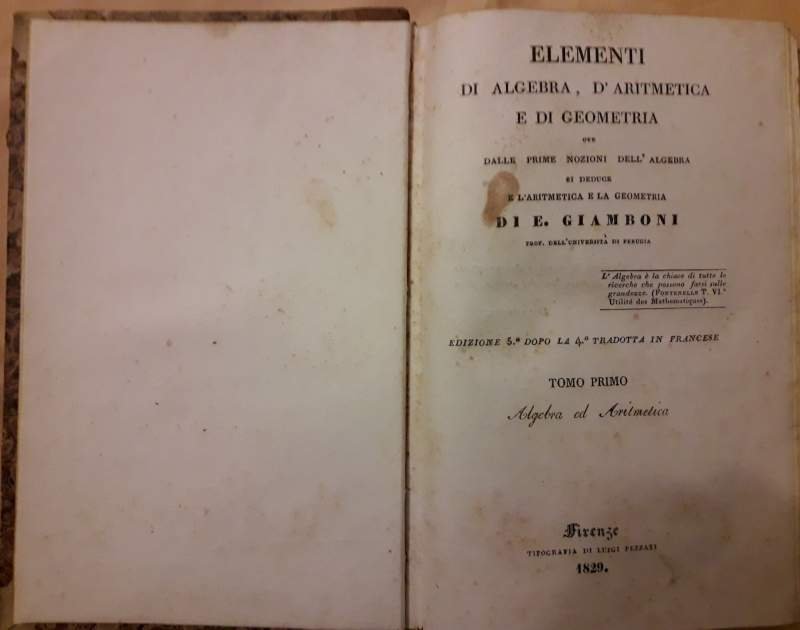 ELEMENTI
DI ALGEBRA, D'ARITMETICA
E DI GEOMETRIA
OVE
DALLE PRIME NOZIONI DELL'ALGEBRA
SI DEDUCE
E L'ARITMETICA E LA GEOMETRIA
DI E. GIAMBONI
PROF. DELL'UNIVERSITÀ DI PERUGIA
L'Algebra è la chiave di tutte le
ricerche che possono farsi sulle
grandezze. (FONTENELLE T. VI.°
Utilité des Mathematiques).
EDIZIONE 5.ª DOPO LA 4.ª TRADOTTA IN FRANCESE
TOMO PRIMO
Algebra ed Aritmetica
Firenze
TIPOGRAFIA DI LUIGI PEZZATI
1829.